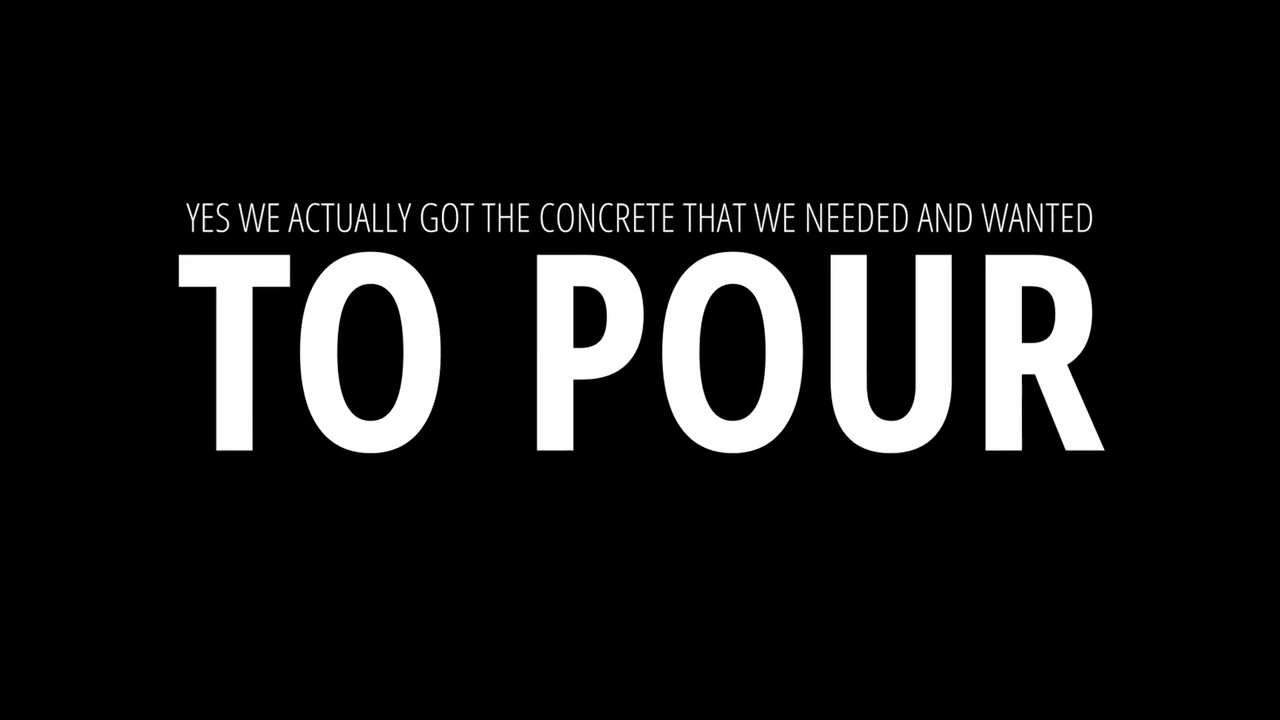 YES WE ACTUALLY GOT THE CONCRETE THAT WE NEEDED AND WANTED
TO POUR